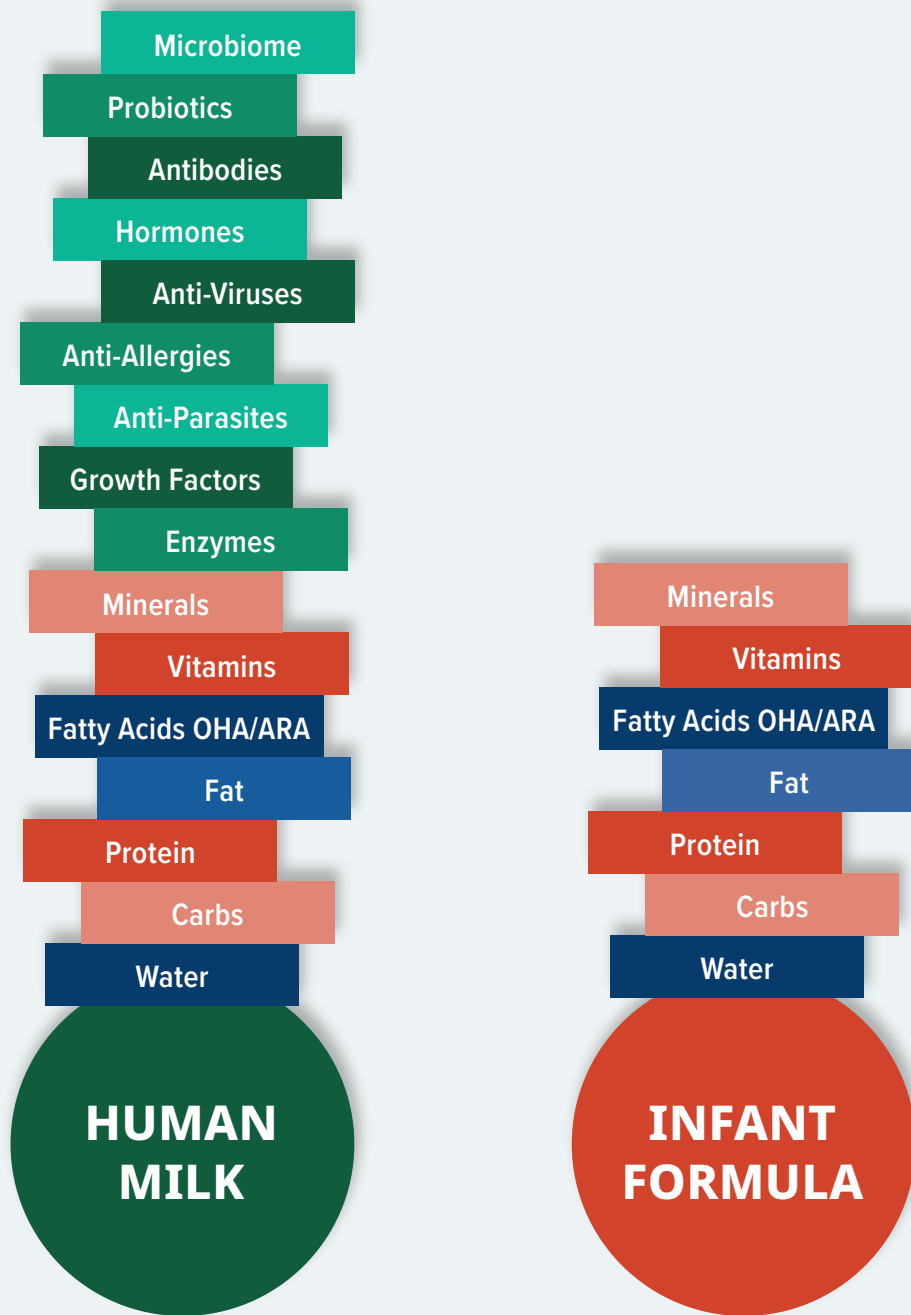 Microbiome
Probiotics
Antibodies
Hormones
Anti-Viruses
Anti-Allergies
Anti-Parasites
Growth Factors
Enzymes
Minerals
Vitamins
Fatty Acids OHA/ARA
Fat
Protein
Carbs
Water
HUMAN
MILK
Minerals
Vitamins
Fatty Acids OHA/ARA
Fat
Protein
Carbs
Water
INFANT
FORMULA